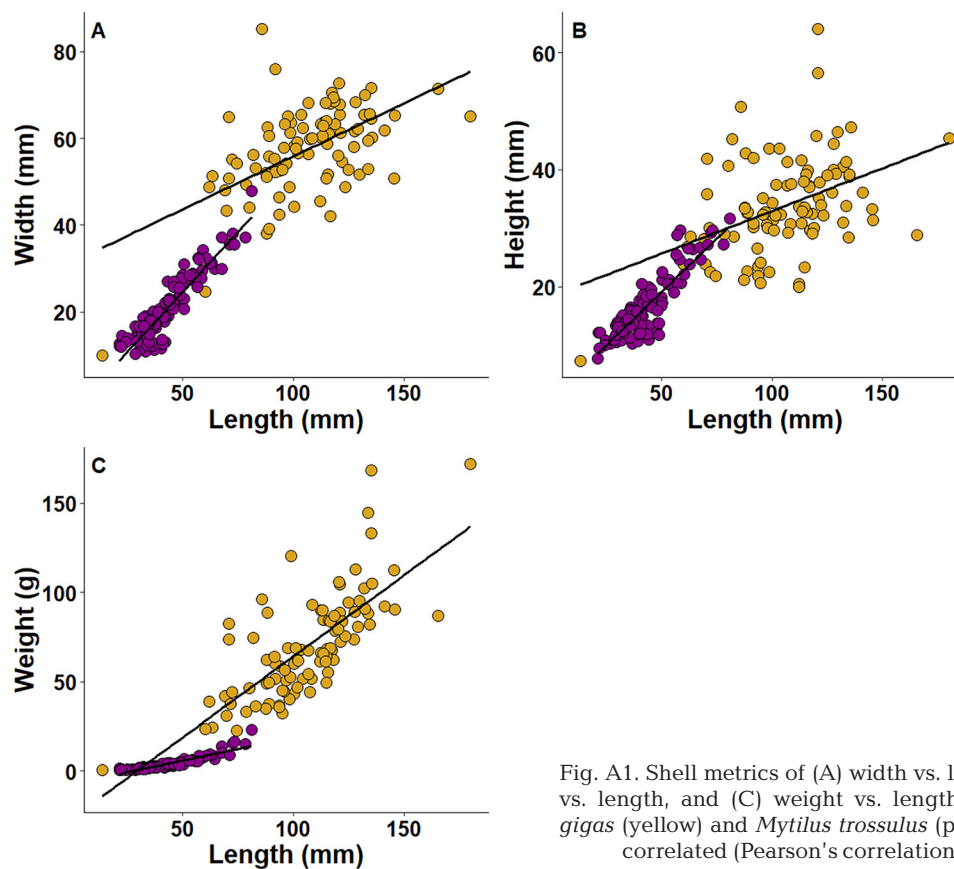 A
80
60
40
20
Width (mm)
50 100 150
Length (mm)
B
60
40
20
Height (mm)
50 100 150
Length (mm)
C
150
100
50
0
Weight (g)
50 100 150
Length (mm)
Fig. A1. Shell metrics of (A) width vs. l
vs. length, and (C) weight vs. length
gigas (yellow) and Mytilus trossulus (p
correlated (Pearson's correlation